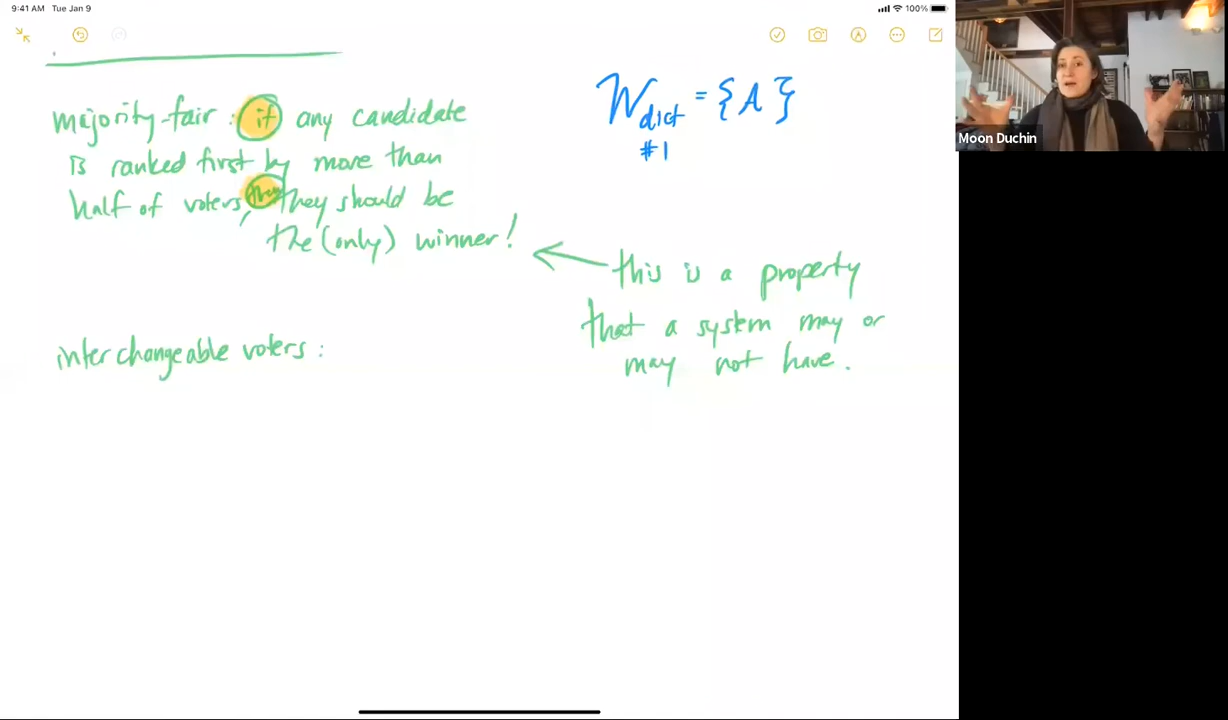 9:41 AM Tue Jan 9
100%
majority-fair : if any candidate
is ranked first by more than
half of voters, then they should be
the (only) winner!
W dict = {A}
#1
this is a property
that a system may or
may not have.
interchangeable voters :
Moon Duchin